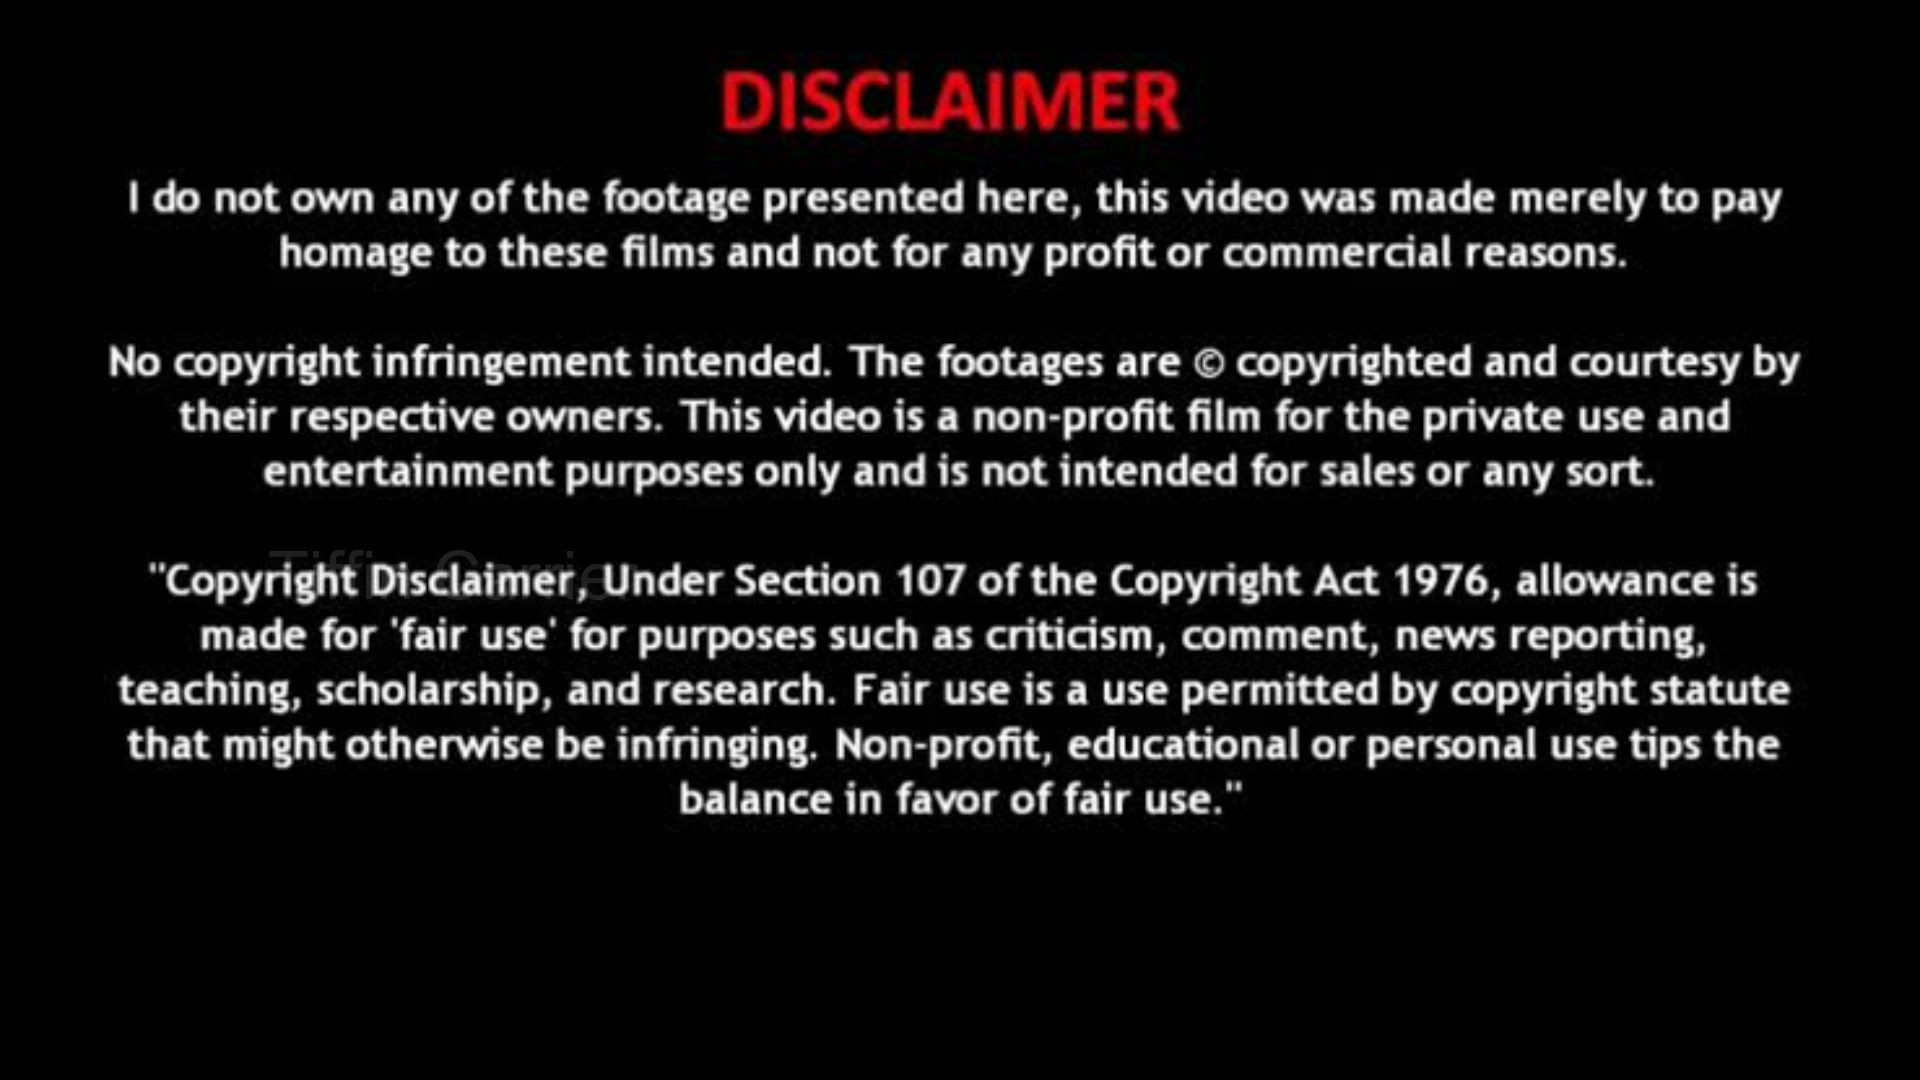 DISCLAIMER
I do not own any of the footage presented here, this video was made merely to pay
homage to these films and not for any profit or commercial reasons.
No copyright infringement intended. The footages are © copyrighted and courtesy by
their respective owners. This video is a non-profit film for the private use and
entertainment purposes only and is not intended for sales or any sort.
"Copyright Disclaimer, Under Section 107 of the Copyright Act 1976, allowance is
made for 'fair use' for purposes such as criticism, comment, news reporting,
teaching, scholarship, and research. Fair use is a use permitted by copyright statute
that might otherwise be infringing. Non-profit, educational or personal use tips the
balance in favor of fair use."